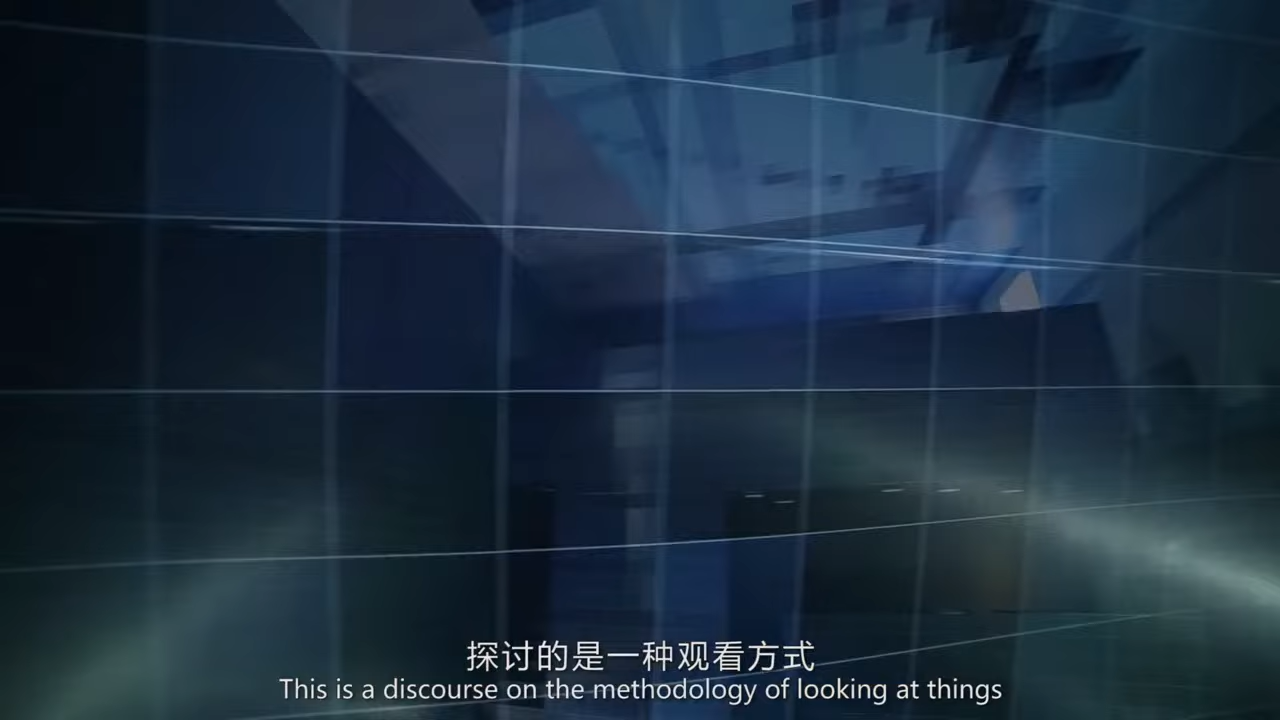 探讨的是一种观看方式
This is a discourse on the methodology of looking at things